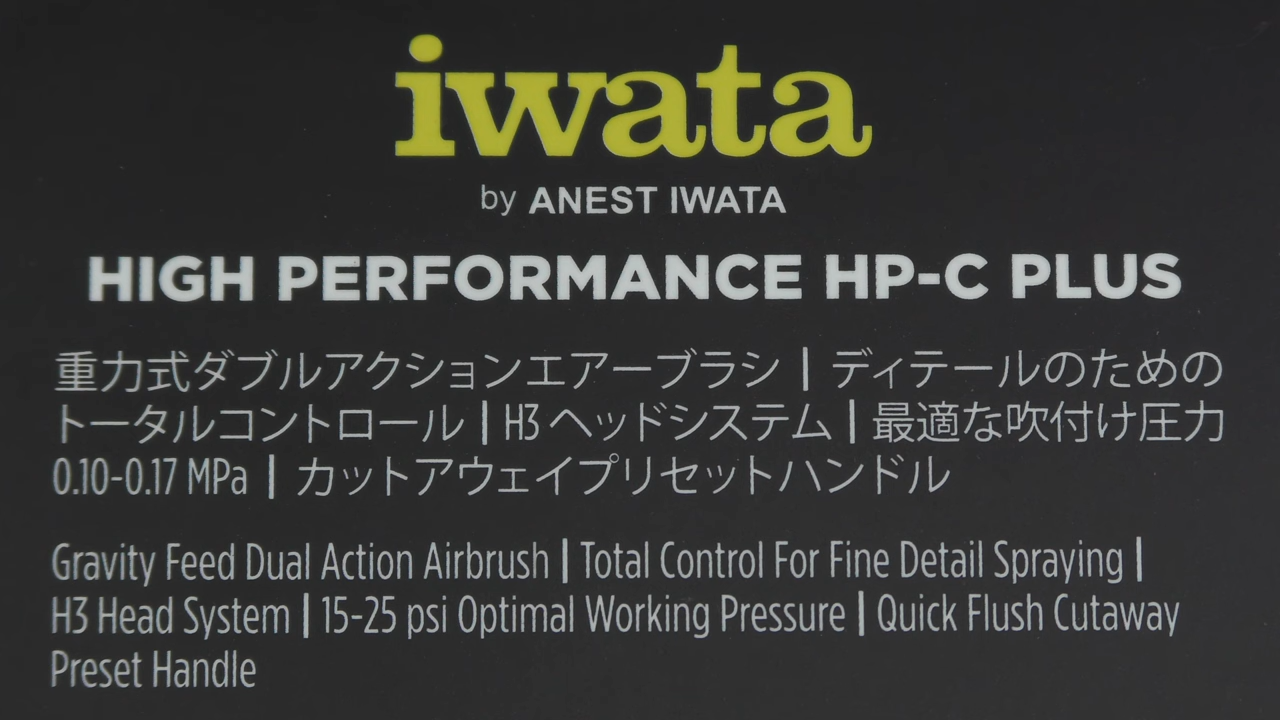 iwata
by ANEST IWATA
HIGH PERFORMANCE HP-C PLUS
重力式ダブルアクションエアーブラシ | ディテールのための
トータルコントロール | H3 ヘッドシステム | 最適な吹付け圧力
0.10-0.17 MPa | カットアウェイプリセットハンドル
Gravity Feed Dual Action Airbrush | Total Control For Fine Detail Spraying |
H3 Head System | 15-25 psi Optimal Working Pressure | Quick Flush Cutaway
Preset Handle